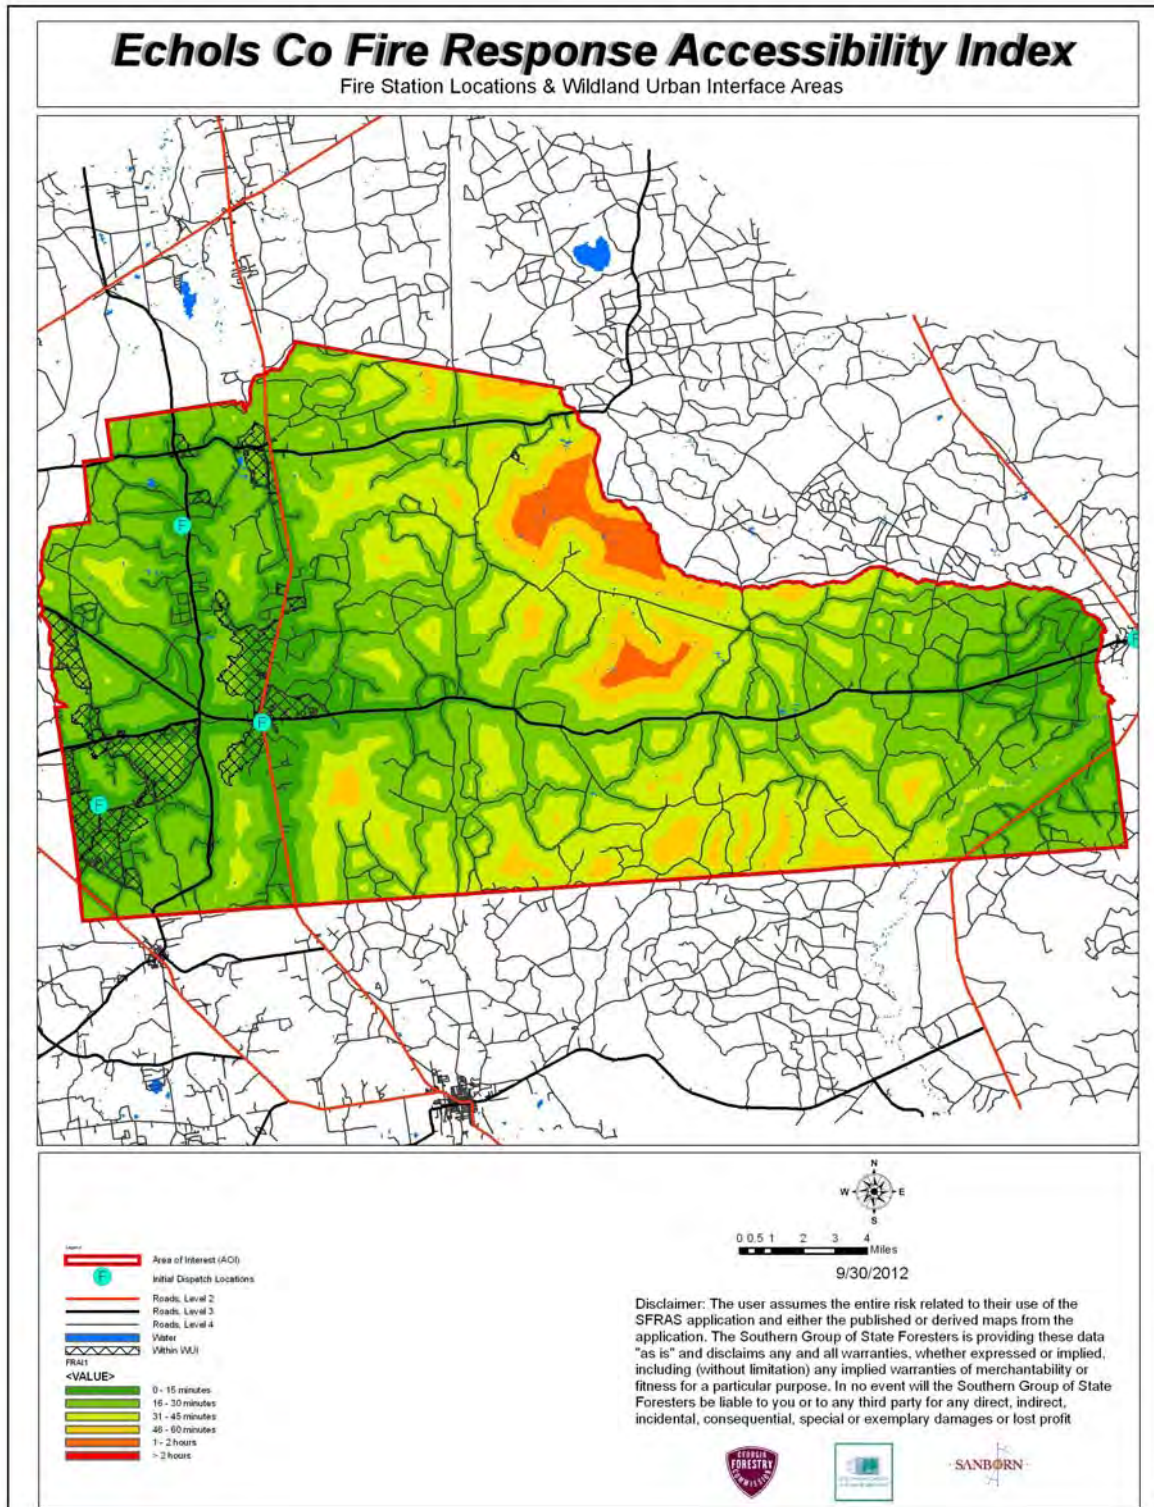 Echols Co Fire Response Accessibility Index
Fire Station Locations & Wildland Urban Interface Areas
F
F
F
F
N
W
E
S
0 0.5 1 2 3 4
Miles
9/30/2012
Legend
Area of Interest (AOI)
F
Initial Dispatch Locations
Roads, Level 2
Roads, Level 3
Roads, Level 4
Water
Within WUI
FRAI1
<VALUE>
0 - 15 minutes
16 - 30 minutes
31 - 45 minutes
46 - 60 minutes
1 - 2 hours
> 2 hours
Disclaimer: The user assumes the entire risk related to their use of the
SFRAS application and either the published or derived maps from the
application. The Southern Group of State Foresters is providing these data
"as is" and disclaims any and all warranties, whether expressed or implied,
including (without limitation) any implied warranties of merchantability or
fitness for a particular purpose. In no event will the Southern Group of State
Foresters be liable to you or to any third party for any direct, indirect,
incidental, consequential, special or exemplary damages or lost profit
GEORGIA
FORESTRY
COMMISSION
SANBORN